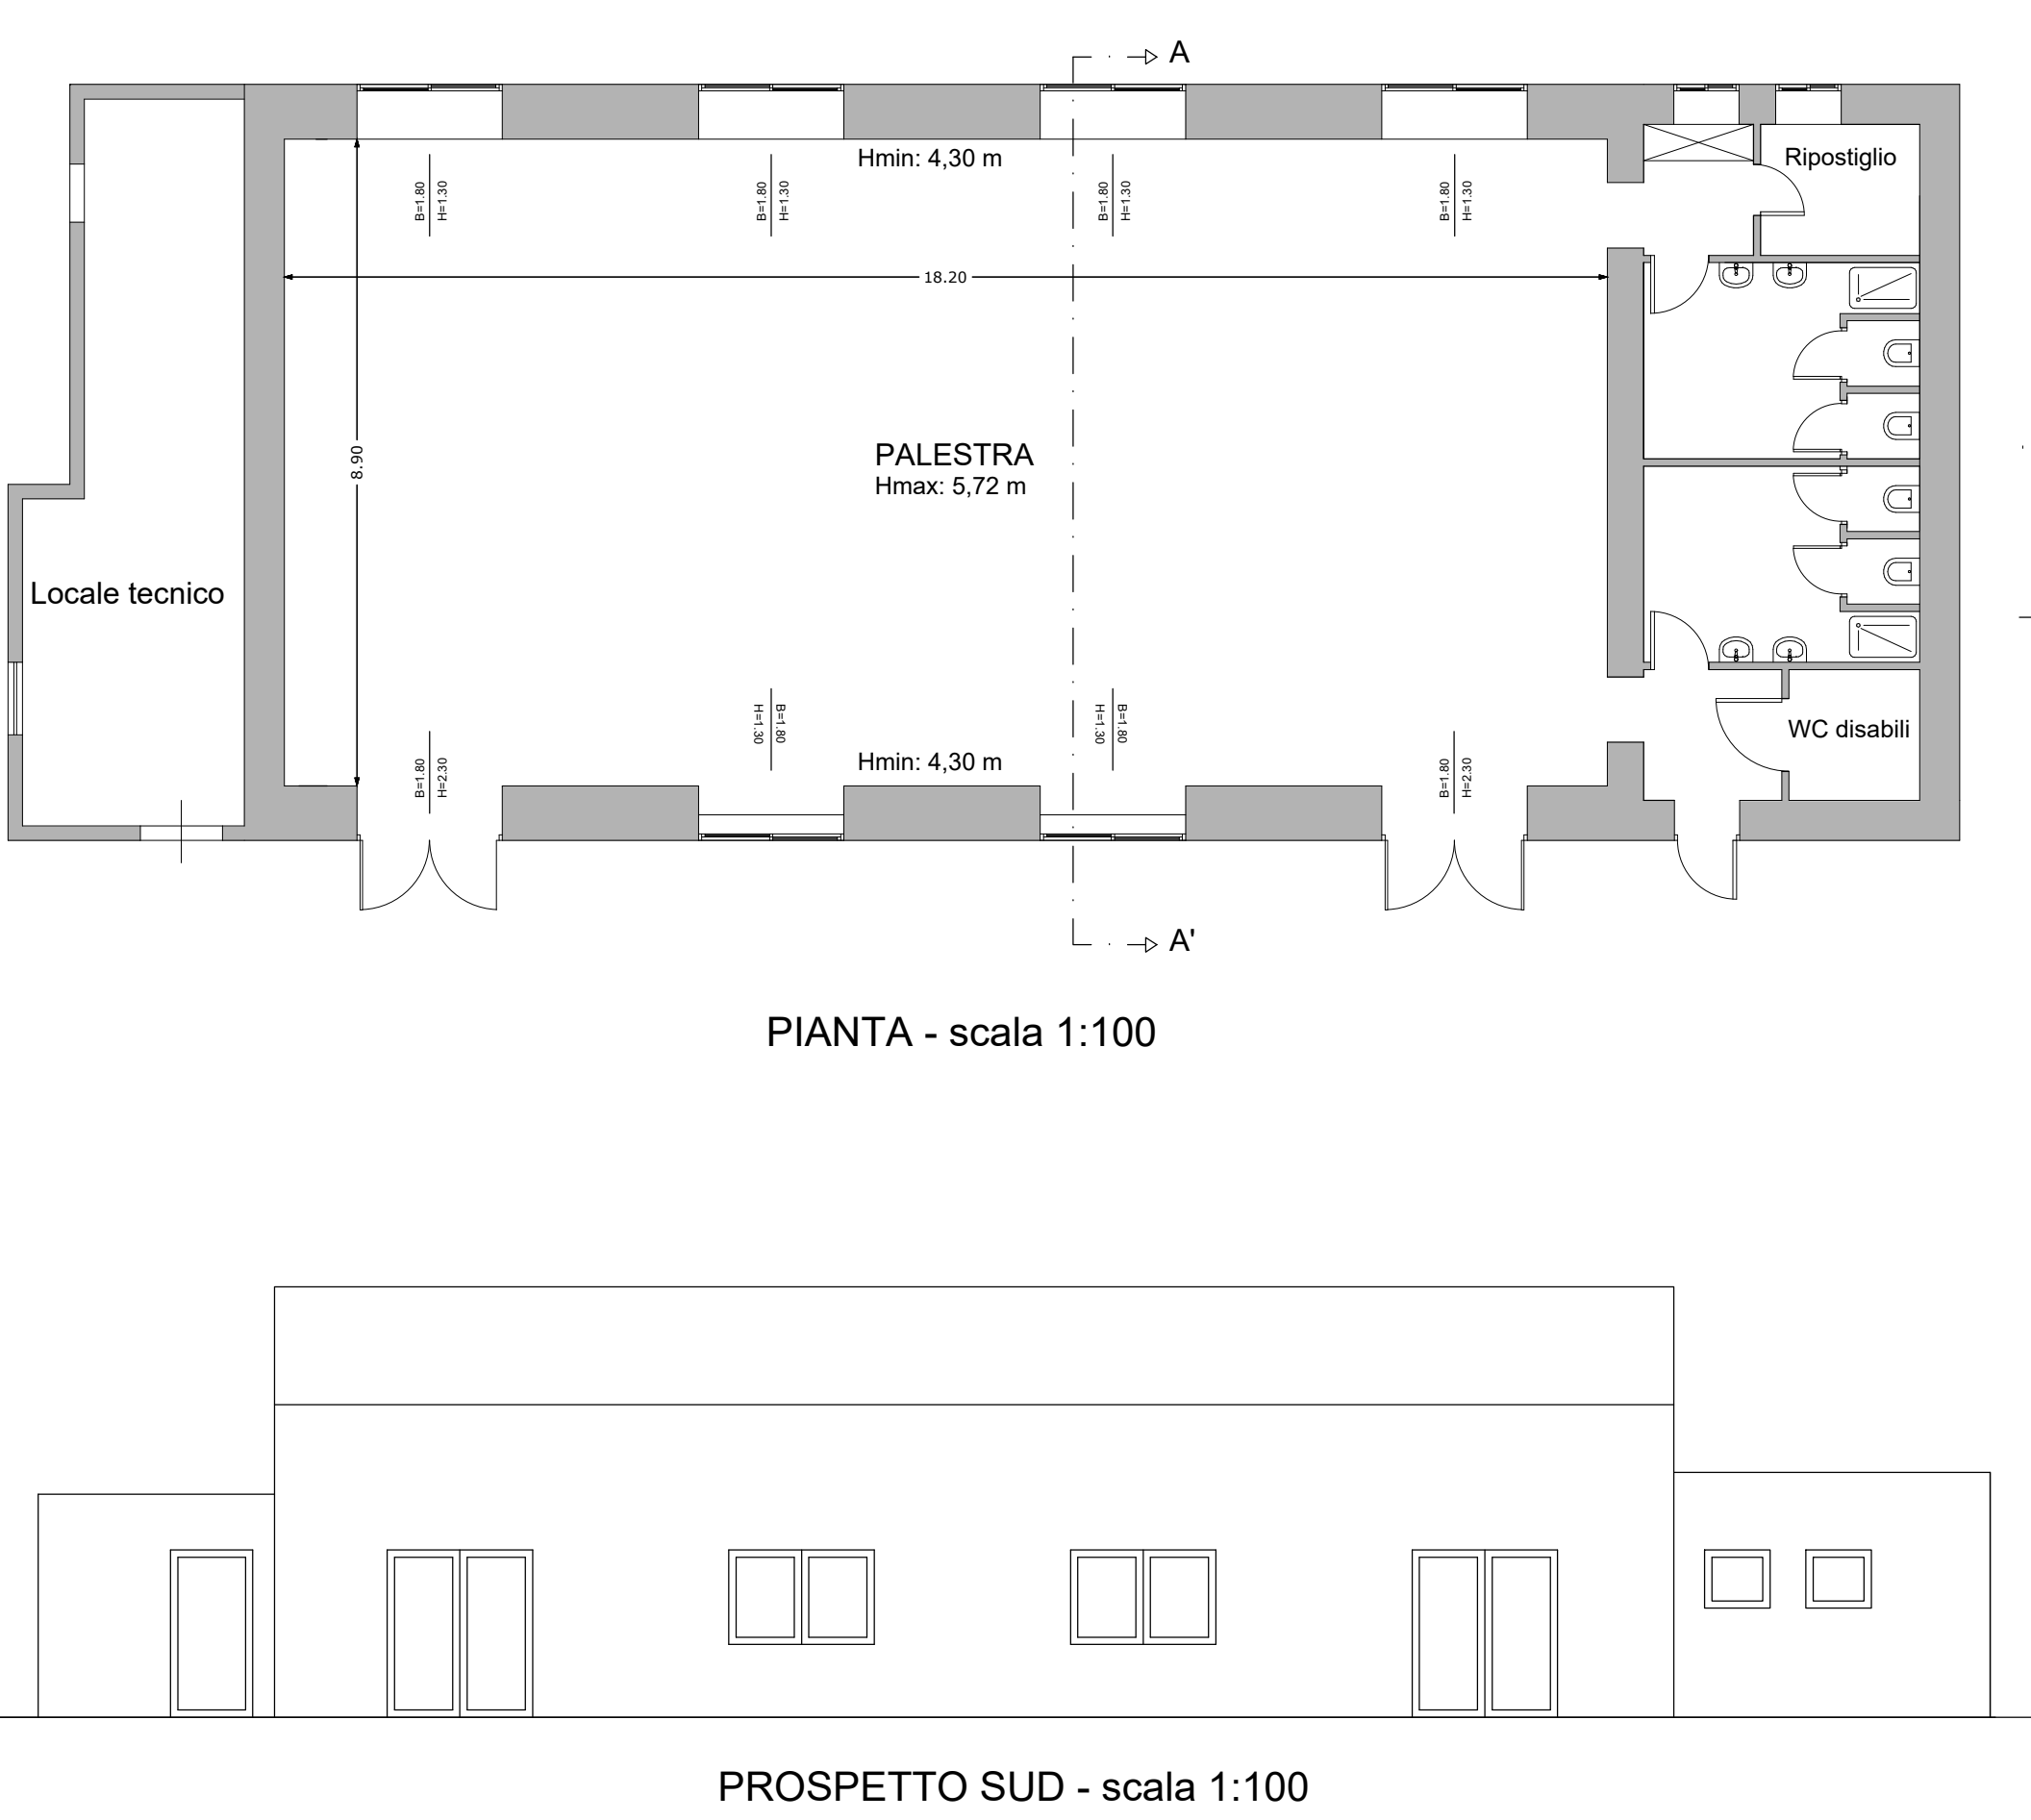 A
Hmin: 4,30 m
Ripostiglio
B=1.80
H=1.30
B=1.80
H=1.30
B=1.80
H=1.30
B=1.80
H=1.30
18.20
8.90
PALESTRA
Hmax: 5,72 m
Locale tecnico
B=1.80
H=1.30
B=1.80
H=1.30
WC disabili
Hmin: 4,30 m
B=1.80
H=2.30
B=1.80
H=2.30
A'
PIANTA - scala 1:100
PROSPETTO SUD - scala 1:100